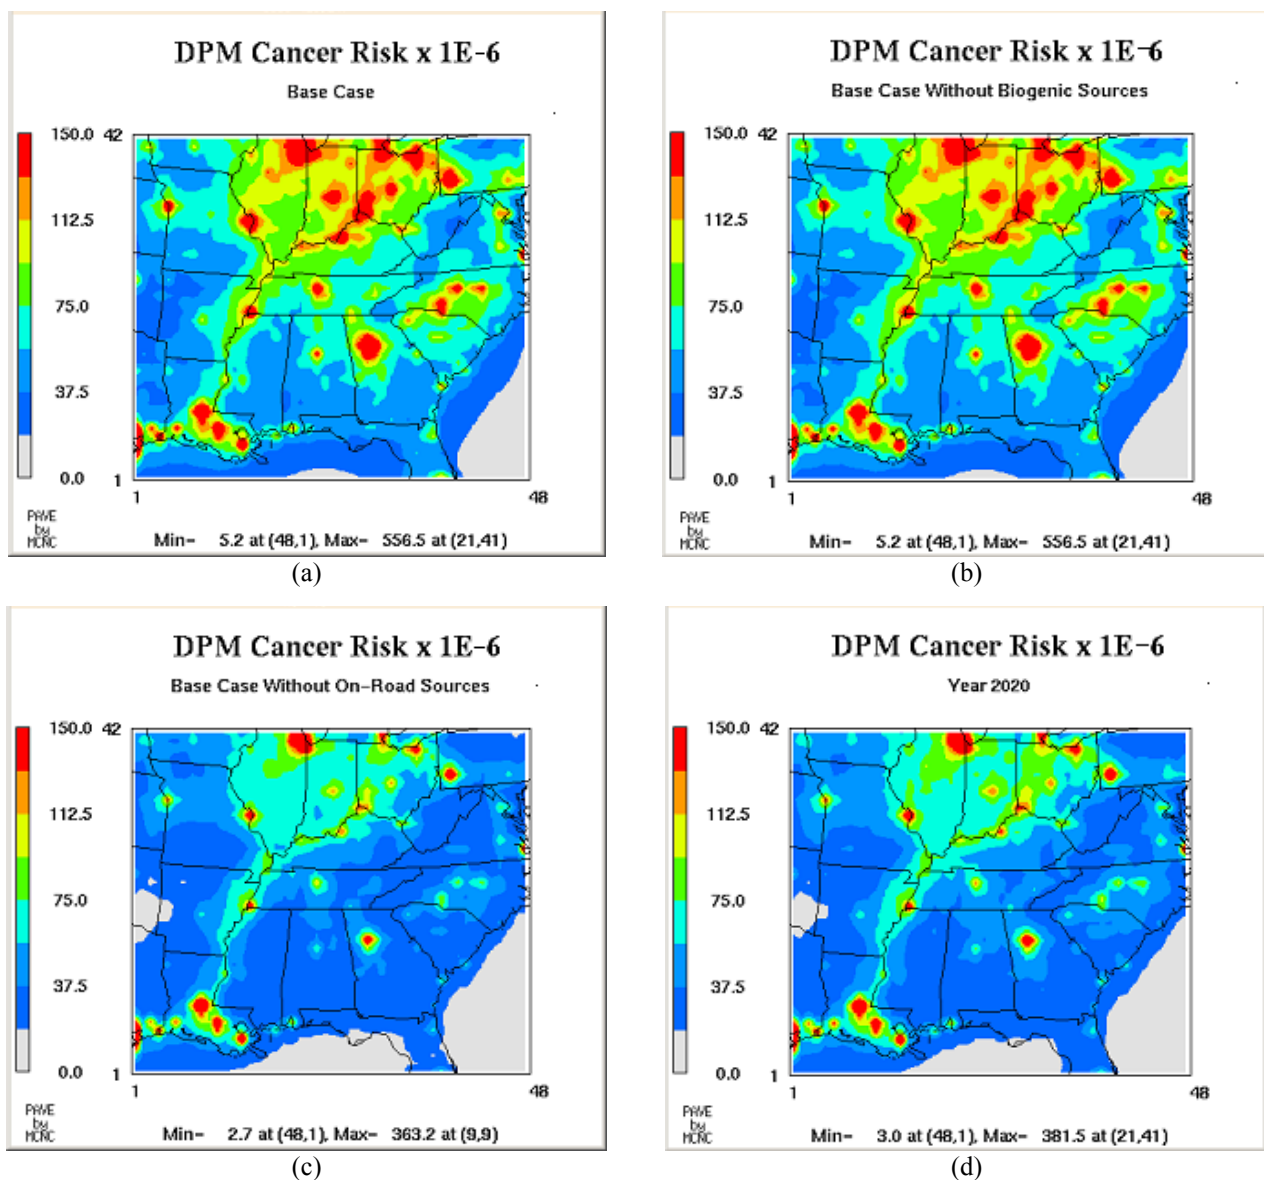 DPM Cancer Risk x 1E-6
Base Case
150.0 42
112.5
75.0
37.5
0.0 1
1 48
PAVE
by
MCNC
Min= 5.2 at (48,1), Max= 556.5 at (21,41)
(a)
DPM Cancer Risk x 1E-6
Base Case Without Biogenic Sources
150.0 42
112.5
75.0
37.5
0.0 1
1 48
PAVE
by
MCNC
Min= 5.2 at (48,1), Max= 556.5 at (21,41)
(b)
DPM Cancer Risk x 1E-6
Base Case Without On-Road Sources
150.0 42
112.5
75.0
37.5
0.0 1
1 48
PAVE
by
MCNC
Min= 2.7 at (48,1), Max= 363.2 at (9,9)
(c)
DPM Cancer Risk x 1E-6
Year 2020
150.0 42
112.5
75.0
37.5
0.0 1
1 48
PAVE
by
MCNC
Min= 3.0 at (48,1), Max= 381.5 at (21,41)
(d)